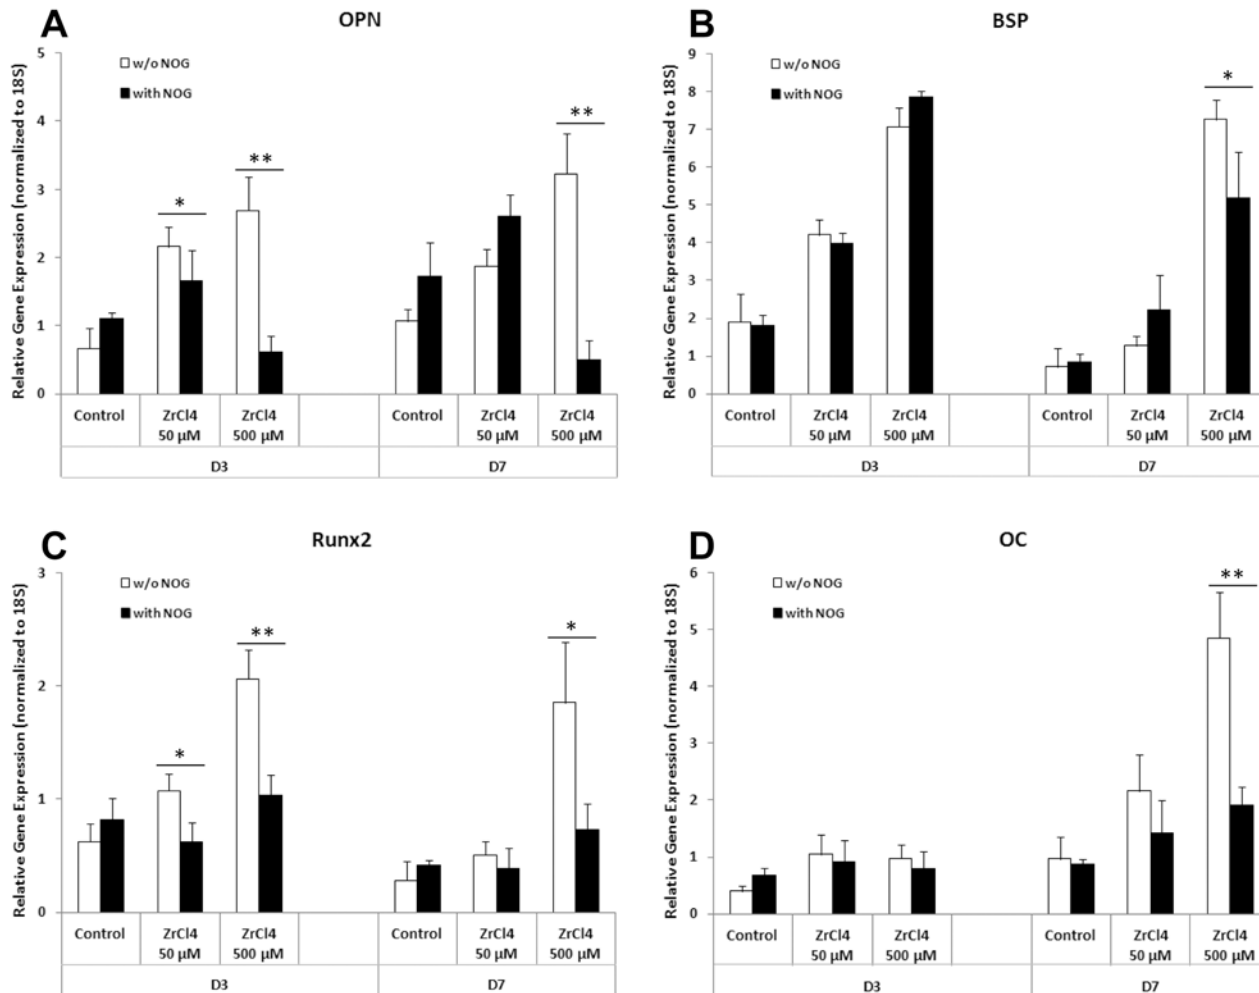 A
OPN
Relative Gene Expression (normalized to 18S)
5
4
3
2
1
0
w/o NOG
with NOG
*
**
**
Control
ZrCl4
50 µM
ZrCl4
500 µM
Control
ZrCl4
50 µM
ZrCl4
500 µM
D3
D7
B
BSP
Relative Gene Expression (normalized to 18S)
9
8
7
6
5
4
3
2
1
0
w/o NOG
with NOG
*
Control
ZrCl4
50 µM
ZrCl4
500 µM
Control
ZrCl4
50 µM
ZrCl4
500 µM
D3
D7
C
Runx2
Relative Gene Expression (normalized to 18S)
3
2
1
0
w/o NOG
with NOG
*
**
*
Control
ZrCl4
50 µM
ZrCl4
500 µM
Control
ZrCl4
50 µM
ZrCl4
500 µM
D3
D7
D
OC
Relative Gene Expression (normalized to 18S)
6
5
4
3
2
1
0
w/o NOG
with NOG
**
Control
ZrCl4
50 µM
ZrCl4
500 µM
Control
ZrCl4
50 µM
ZrCl4
500 µM
D3
D7